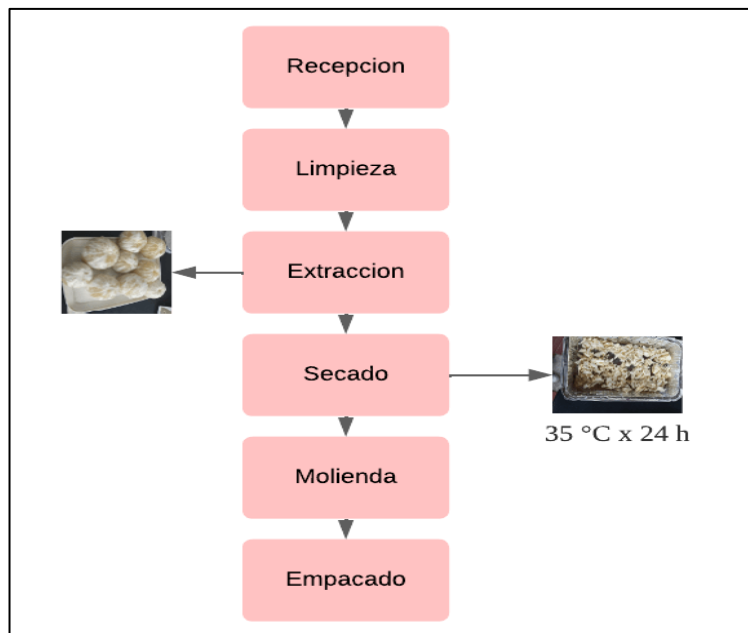 Recepcion
Limpieza
Extraccion
Secado
35 °C x 24 h
Molienda
Empacado